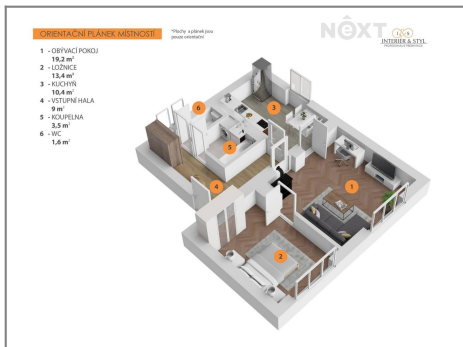 ORIENTAČNÍ PLÁNEK MÍSTNOSTÍ
*Plochy a plánek jsou
pouze orientační
NEXT
INTERIER & STYL
1 - OBÝVACÍ POKOJ
19,2 m²
2 - LOŽNICE
13,4 m²
3 - KUCHYŇ
10,4 m²
4 - VSTUPNÍ HALA
9 m²
5 - KOUPELNA
3,5 m²
6 - WC
1,6 m²
6
3
5
4
1
2